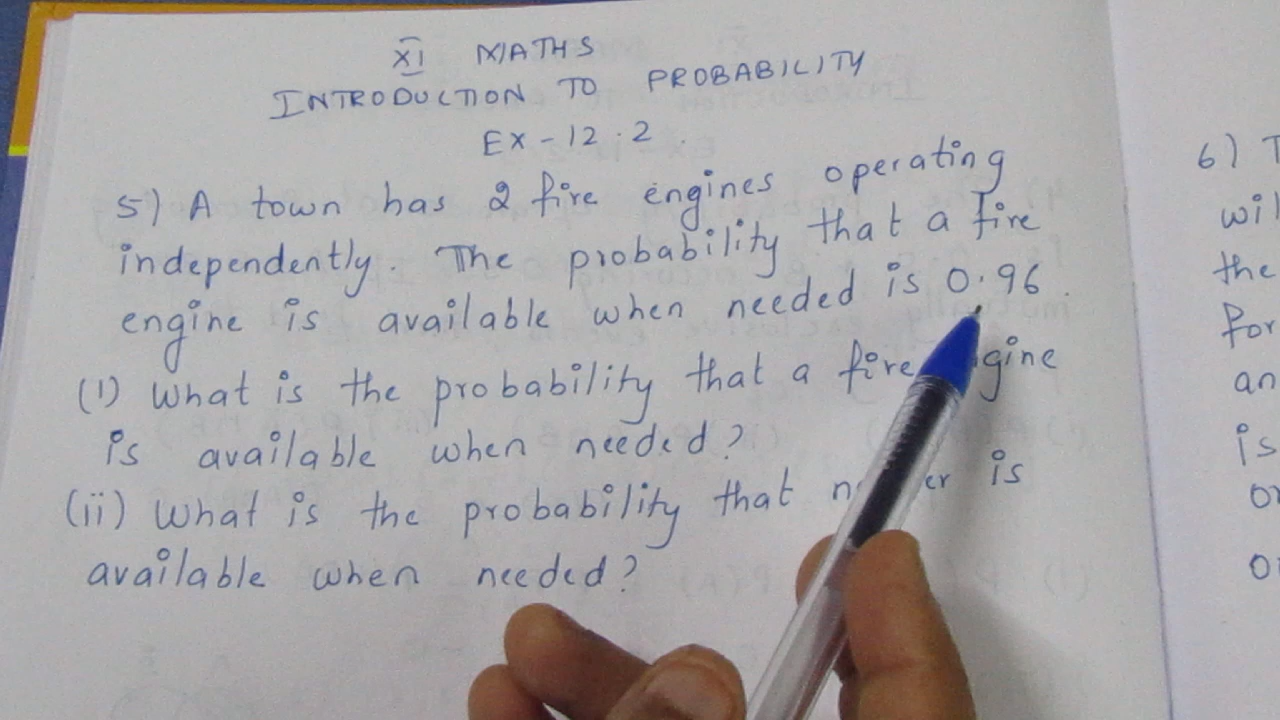 XI MATHS
INTRODUCTION TO PROBABILITY
EX-12.2
5) A town has 2 fire engines operating
independently. The probability that a fire
engine is available when needed is 0.96.
(1) What is the probability that a fire
is available when needed?
(ii) What is the probability that is
available when needed?
6)
the
an
is